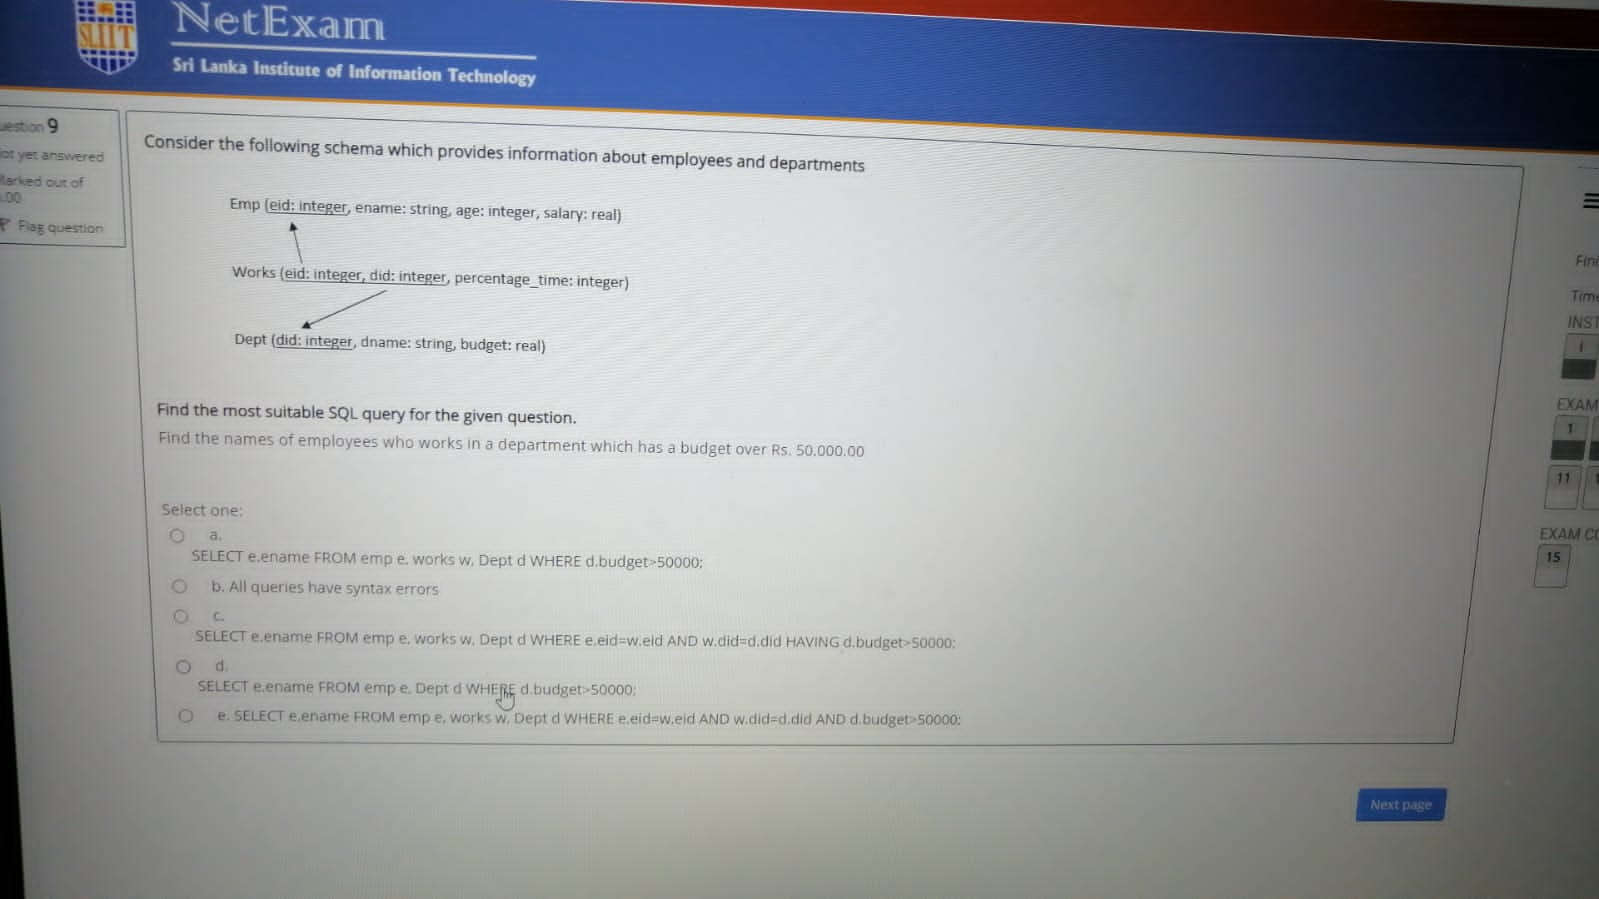 SLIIT
NetExam
Sri Lanka Institute of Information Technology
uestion 9
ot yet answered
arked out of
.00
Flag question
Consider the following schema which provides information about employees and departments
Emp (eid: integer, ename: string, age: integer, salary: real)
Works (eid: integer, did: integer, percentage_time: integer)
Dept (did: integer, dname: string, budget: real)
Find the most suitable SQL query for the given question.
Find the names of employees who works in a department which has a budget over Rs. 50,000.00
Select one:
a.
SELECT e.ename FROM emp e, works w, Dept d WHERE d.budget>50000;
b. All queries have syntax errors
c.
SELECT e.ename FROM emp e, works w, Dept d WHERE e.eid=w.eid AND w.did=d.did HAVING d.budget>50000;
d.
SELECT e.ename FROM emp e, Dept d WHERE d.budget>50000;
e. SELECT e.ename FROM emp e, works w, Dept d WHERE e.eid=w.eid AND w.did=d.did AND d.budget>50000;
Next page
Fini
Time
INST
i
EXAM
1
11 1
EXAM CO
15